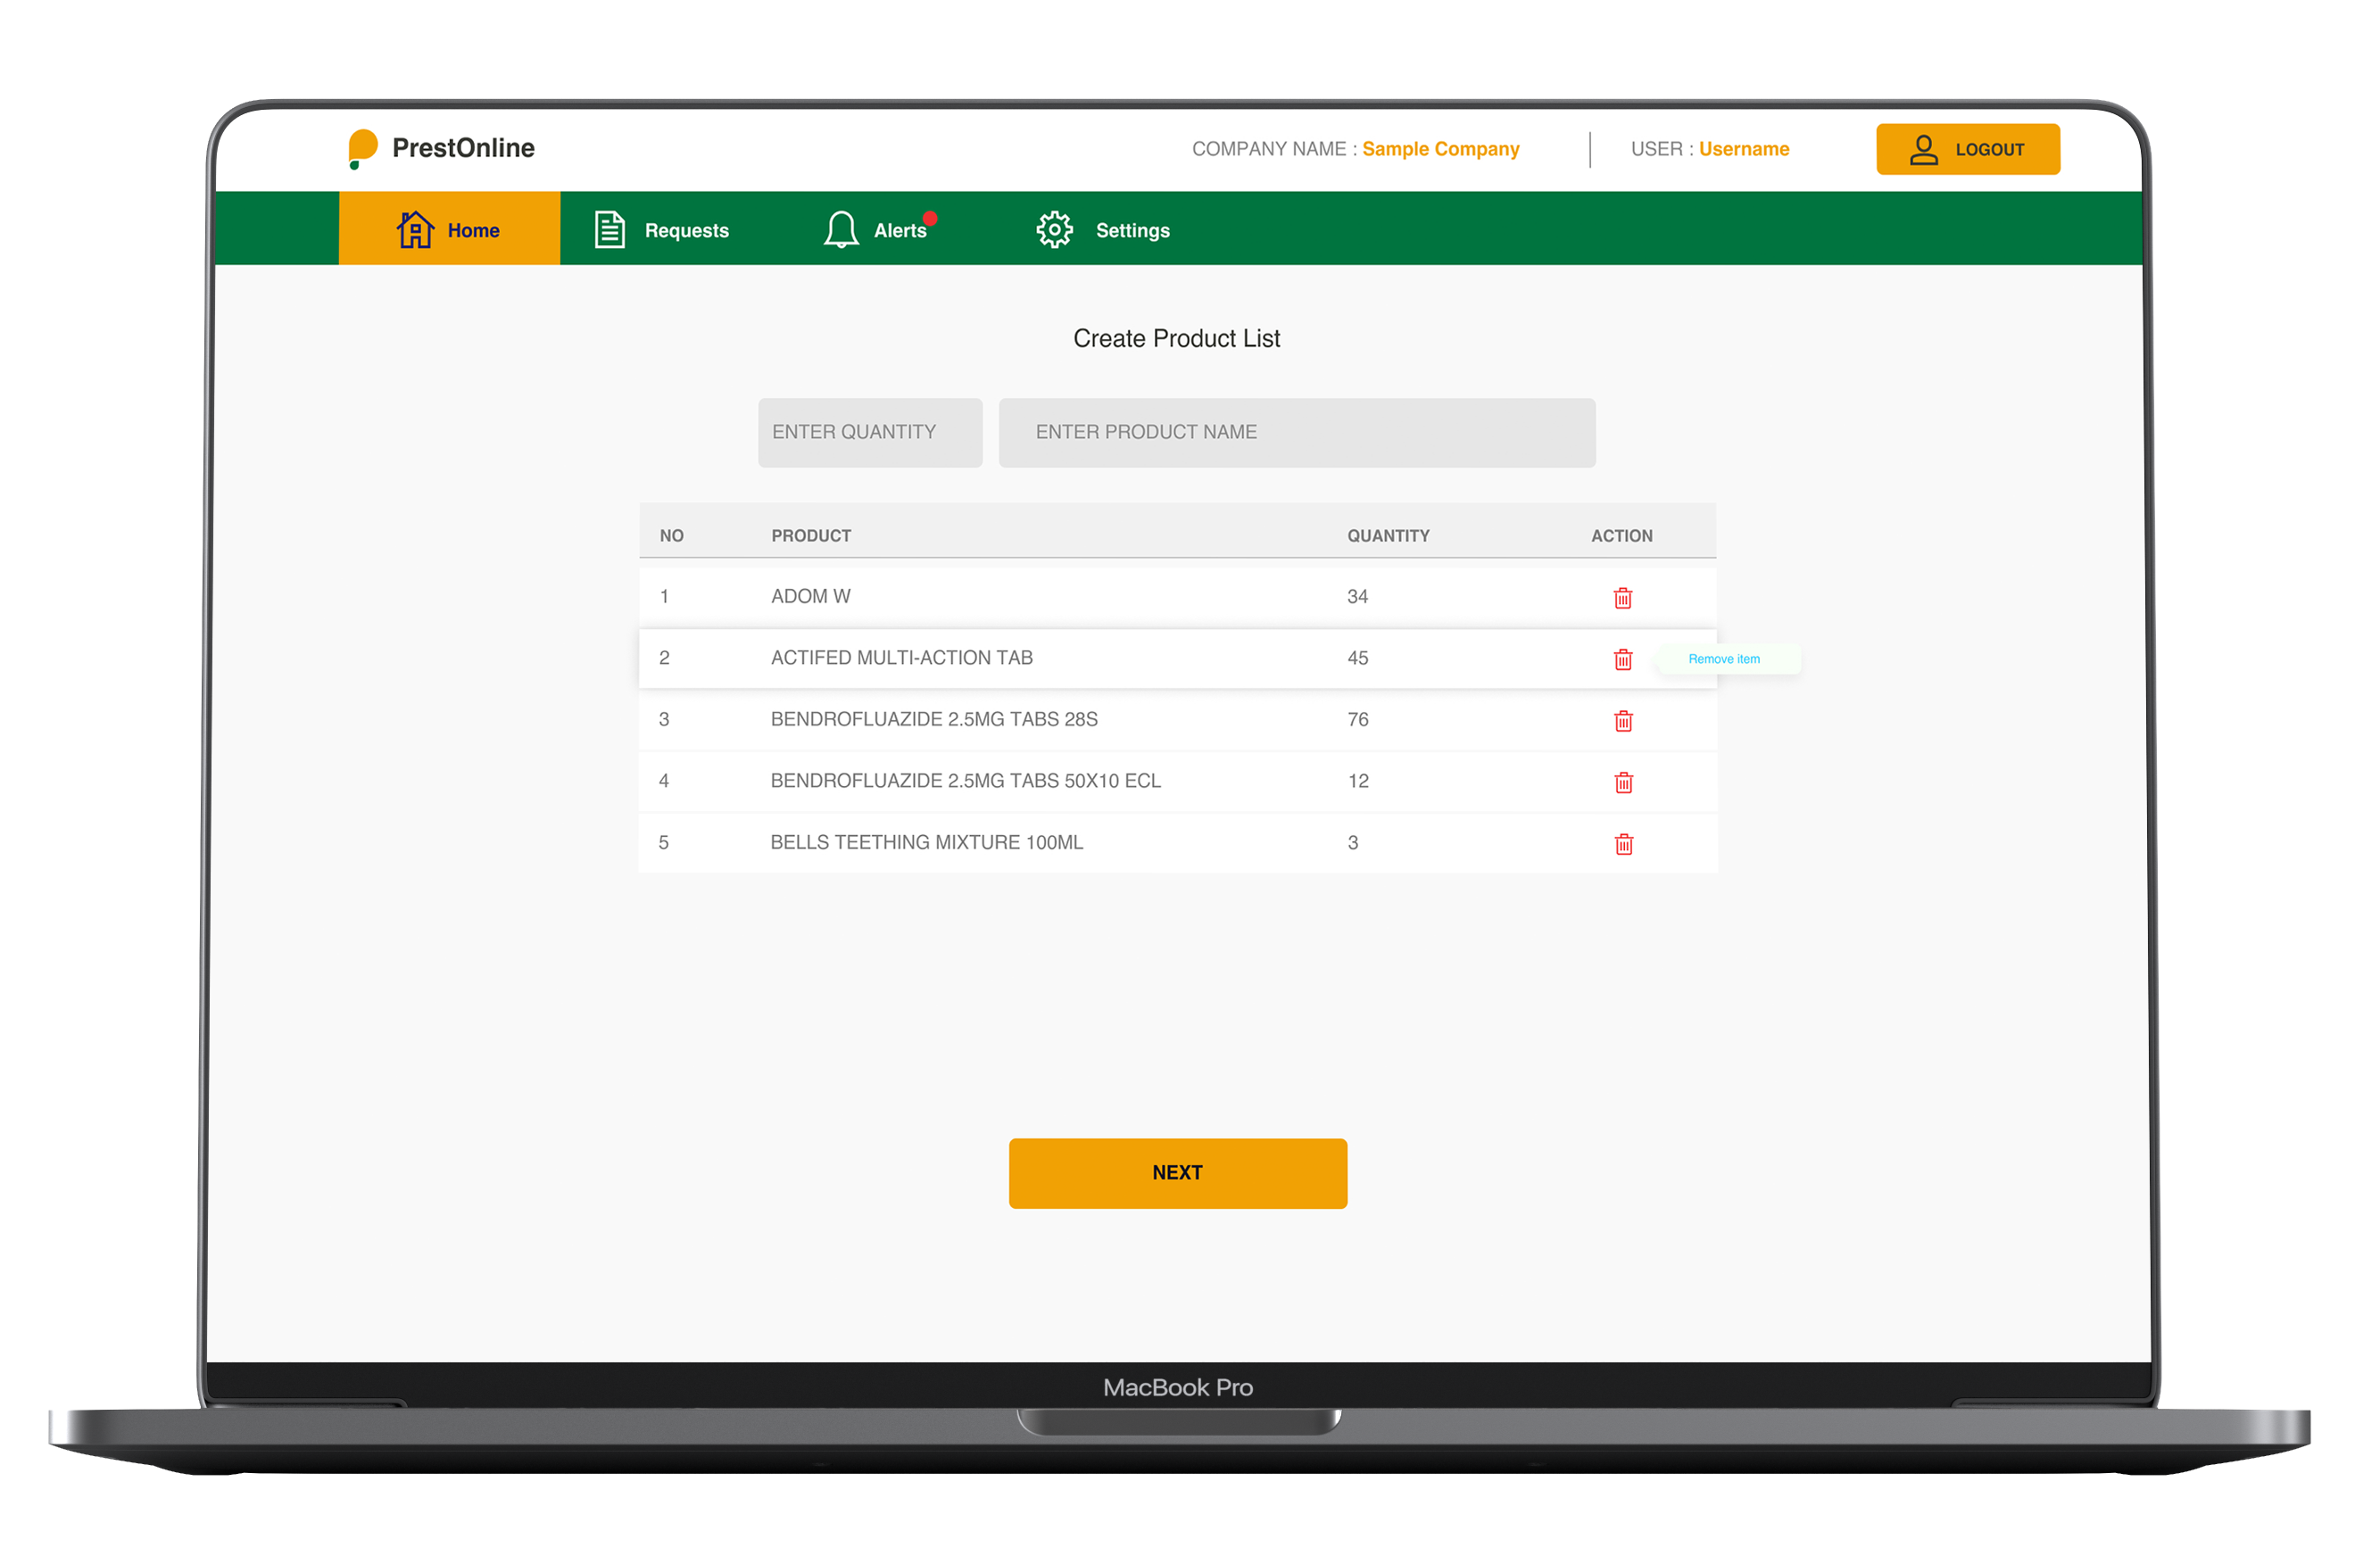 PrestOnline
COMPANY NAME : Sample Company
USER : Username
LOGOUT
Home
Requests
Alerts
Settings
Create Product List
ENTER QUANTITY
ENTER PRODUCT NAME
NO PRODUCT QUANTITY ACTION
1 ADOM W 34
2 ACTIFED MULTI-ACTION TAB 45 Remove item
3 BENDROFLUAZIDE 2.5MG TABS 28S 76
4 BENDROFLUAZIDE 2.5MG TABS 50X10 ECL 12
5 BELLS TEETHING MIXTURE 100ML 3
NEXT
MacBook Pro